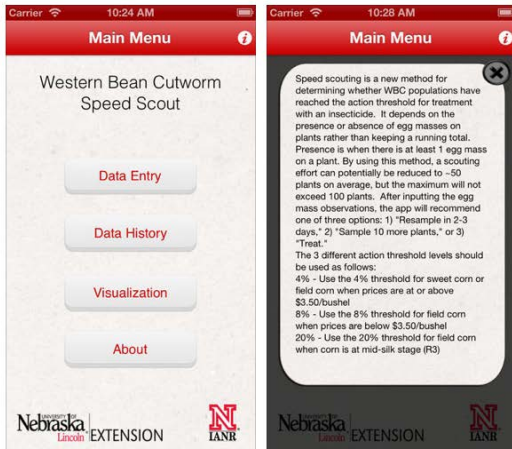 Carrier 10:24 AM
Main Menu
Western Bean Cutworm
Speed Scout
Data Entry
Data History
Visualization
About
UNIVERSITY OF
Nebraska
Lincoln
EXTENSION
N
IANR
Carrier 10:28 AM
Main Menu
Speed scouting is a new method for
determining whether WBC populations have
reached the action threshold for treatment
with an insecticide. It depends on the
presence or absence of egg masses on
plants rather than keeping a running total.
Presence is when there is at least 1 egg mass
on a plant. By using this method, a scouting
effort can potentially be reduced to ~50
plants on average, but the maximum will not
exceed 100 plants. After inputting the egg
mass observations, the app will recommend
one of three options: 1) "Resample in 2-3
days," 2) "Sample 10 more plants," or 3)
"Treat."
The 3 different action threshold levels should
be used as follows:
4% - Use the 4% threshold for sweet corn or
field corn when prices are at or above
$3.50/bushel
8% - Use the 8% threshold for field corn
when prices are below $3.50/bushel
20% - Use the 20% threshold for field corn
when corn is at mid-silk stage (R3)
UNIVERSITY OF
Nebraska
Lincoln
EXTENSION
N
IANR